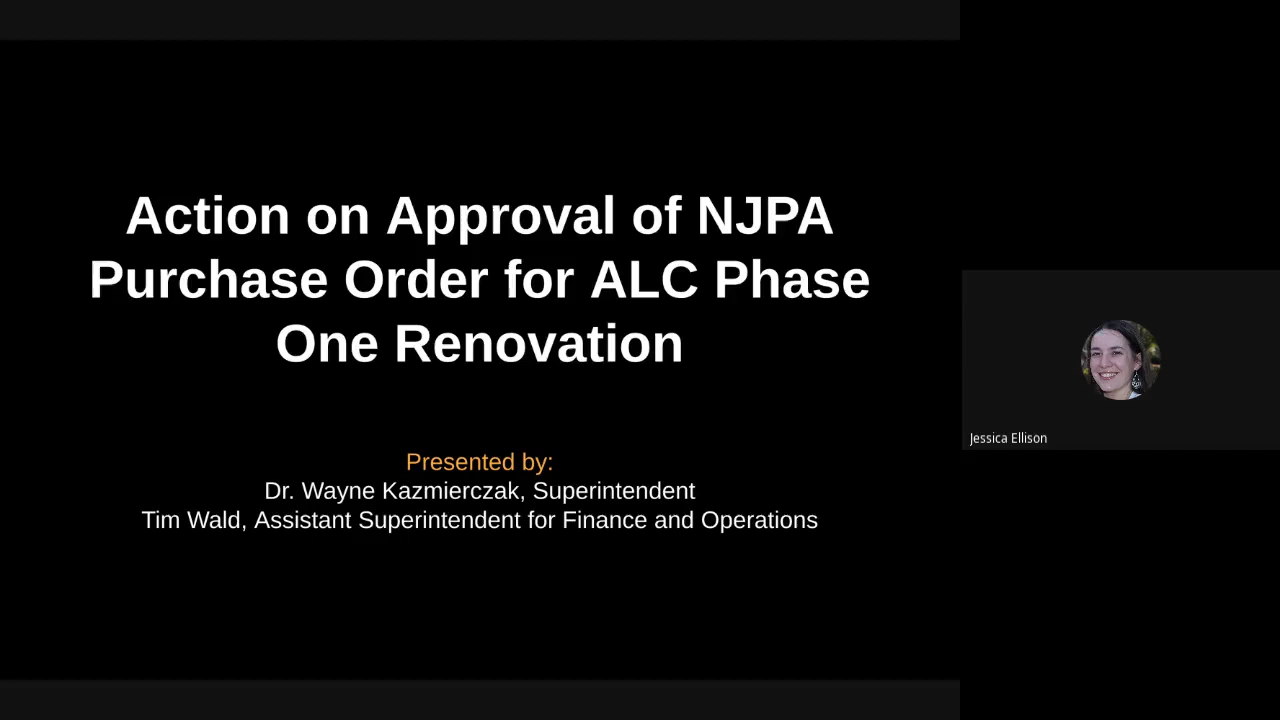 Action on Approval of NJPA
Purchase Order for ALC Phase
One Renovation
Presented by:
Dr. Wayne Kazmierczak, Superintendent
Tim Wald, Assistant Superintendent for Finance and Operations
Jessica Ellison